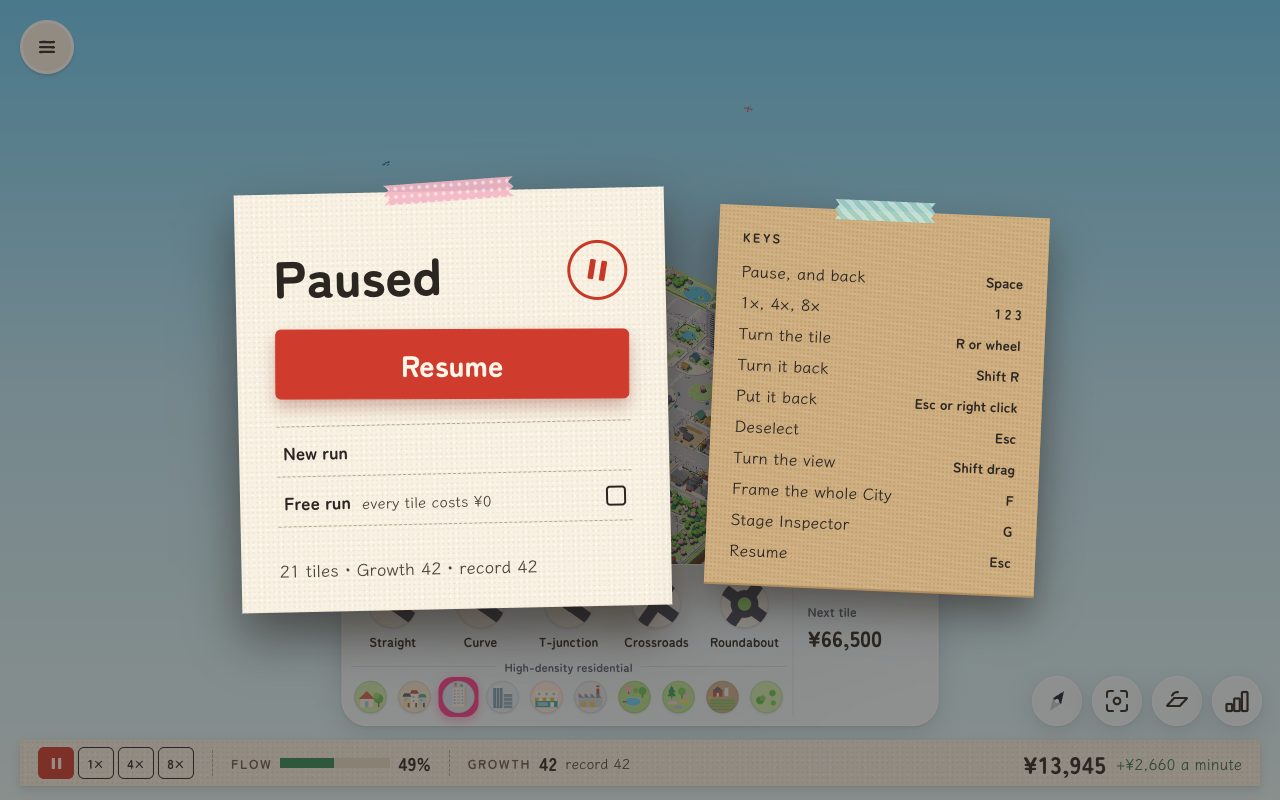 Paused
Resume
New run
Free run every tile costs ¥0
21 tiles • Growth 42 • record 42
KEYS
Pause, and back Space
1×, 4×, 8× 1 2 3
Turn the tile R or wheel
Turn it back Shift R
Put it back Esc or right click
Deselect Esc
Turn the view Shift drag
Frame the whole City F
Stage Inspector G
Resume Esc
Straight Curve T-junction Crossroads Roundabout
Next tile
¥66,500
High-density residential
1× 4× 8× FLOW 49% GROWTH 42 record 42 ¥13,945 +¥2,660 a minute